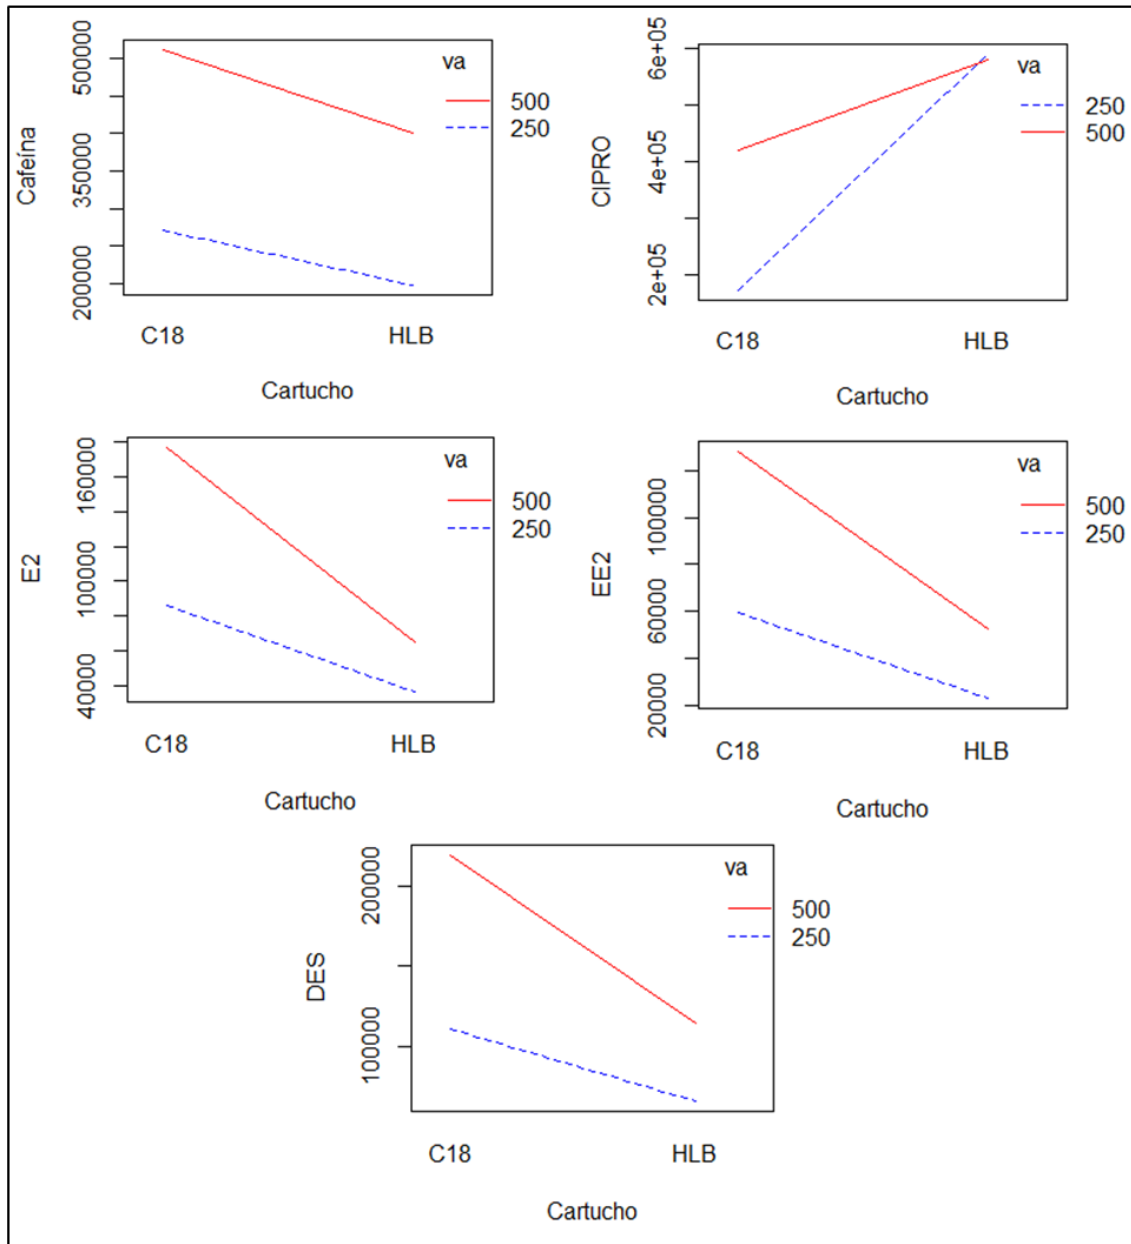 Cafeína
500000
350000
200000
va
500
250
C18
HLB
Cartucho
CIPRO
6e+05
4e+05
2e+05
va
250
500
C18
HLB
Cartucho
E2
160000
100000
40000
va
500
250
C18
HLB
Cartucho
EE2
100000
60000
20000
va
500
250
C18
HLB
Cartucho
DES
200000
100000
va
500
250
C18
HLB
Cartucho